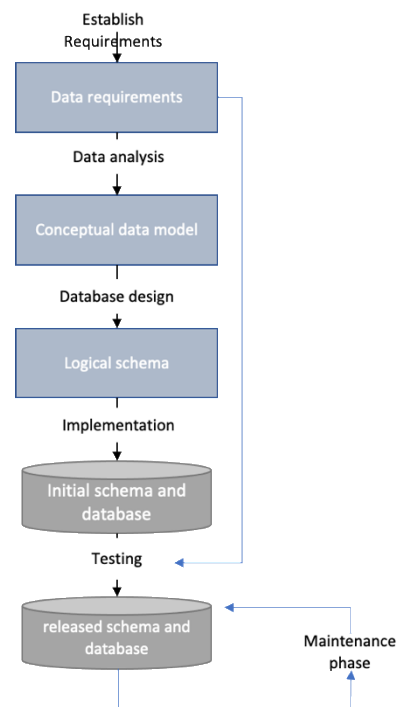 Establish
Requirements
Data requirements
Data analysis
Conceptual data model
Database design
Logical schema
Implementation
Initial schema and
database
Testing
released schema and
database
Maintenance
phase